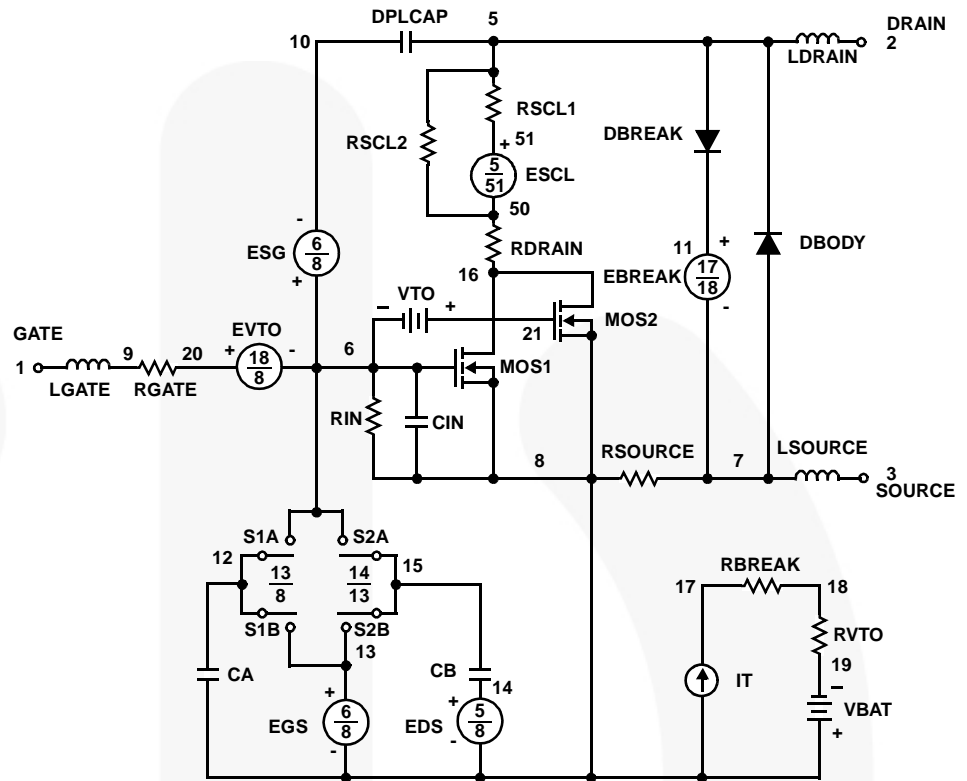 DPLCAP
5
DRAIN
2
10
LDRAIN
RSCL1
RSCL2
+ 51
DBREAK
5
51
ESCL
50
-
ESG
6
8
+
RDRAIN
11
+
EBREAK
17
18
-
DBODY
16
VTO
-
+
21
MOS2
GATE
1
9
20
EVTO
+
18
8
-
6
MOS1
LGATE
RGATE
RIN
CIN
LSOURCE
RSOURCE
8
7
3
SOURCE
S1A
S2A
12
13
8
14
13
15
RBREAK
17
18
S1B
S2B
13
RVTO
CA
CB
14
19
IT
-
VBAT
+
+
EGS
6
8
-
+
EDS
5
8
-